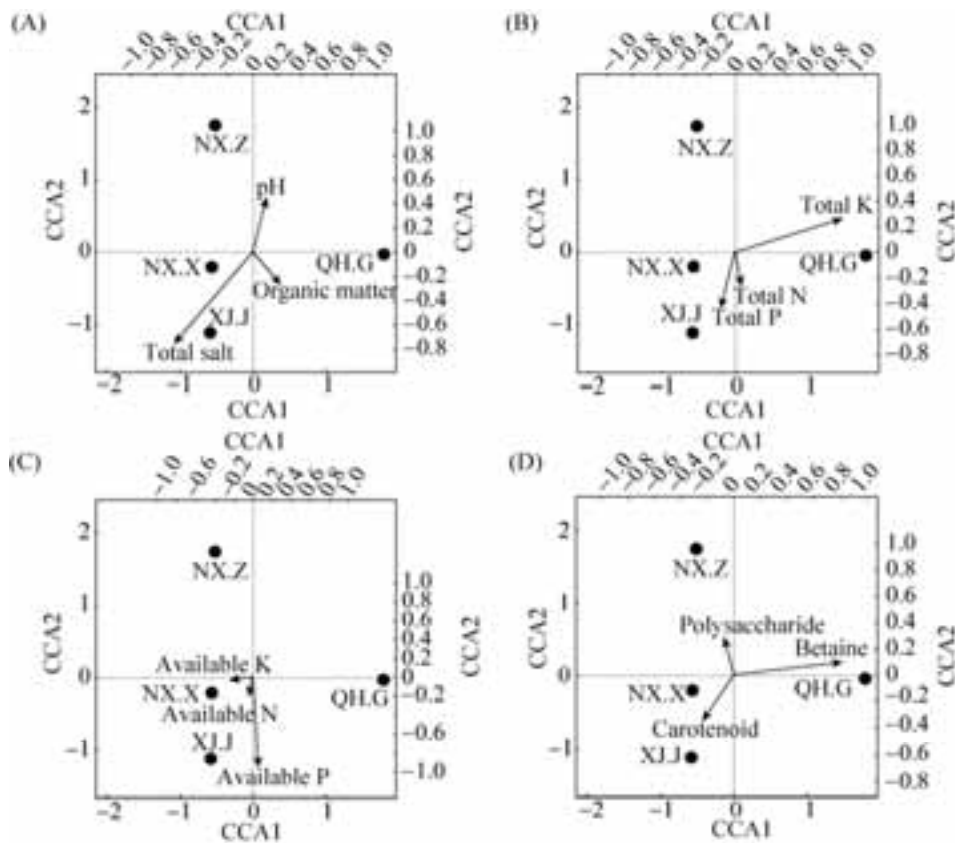 (A)
CCA1
−1.0 −0.8 −0.6 −0.4 −0.2 0 0.2 0.4 0.6 0.8 1.0
2
1
0
−1
CCA2
NX.Z
pH
NX.X
QH.G
Organic matter
XJ.J
Total salt
1.0
0.8
0.6
0.4
0.2
0
−0.2
−0.4
−0.6
−0.8
CCA2
−2 −1 0 1
CCA1
(B)
CCA1
−1.0 −0.8 −0.6 −0.4 −0.2 0 0.2 0.4 0.6 0.8 1.0
2
1
0
−1
CCA2
NX.Z
Total K
NX.X
QH.G
Total N
XJ.J
Total P
1.0
0.8
0.6
0.4
0.2
0
−0.2
−0.4
−0.6
−0.8
CCA2
−2 −1 0 1
CCA1
(C)
CCA1
−1.0 −0.6 −0.2 0 0.2 0.4 0.6 0.8 1.0
2
1
0
−1
CCA2
NX.Z
Available K
NX.X
QH.G
Available N
XJ.J
Available P
1.0
0.8
0.6
0.4
0.2
0
−0.2
−0.6
−1.0
CCA2
−2 −1 0 1
CCA1
(D)
CCA1
−1.0 −0.8 −0.6 −0.4 −0.2 0 0.2 0.4 0.6 0.8 1.0
2
1
0
−1
CCA2
NX.Z
Polysaccharide
Betaine
NX.X
QH.G
Carotenoid
XJ.J
1.0
0.8
0.6
0.4
0.2
0
−0.2
−0.4
−0.6
−0.8
CCA2
−2 −1 0 1
CCA1